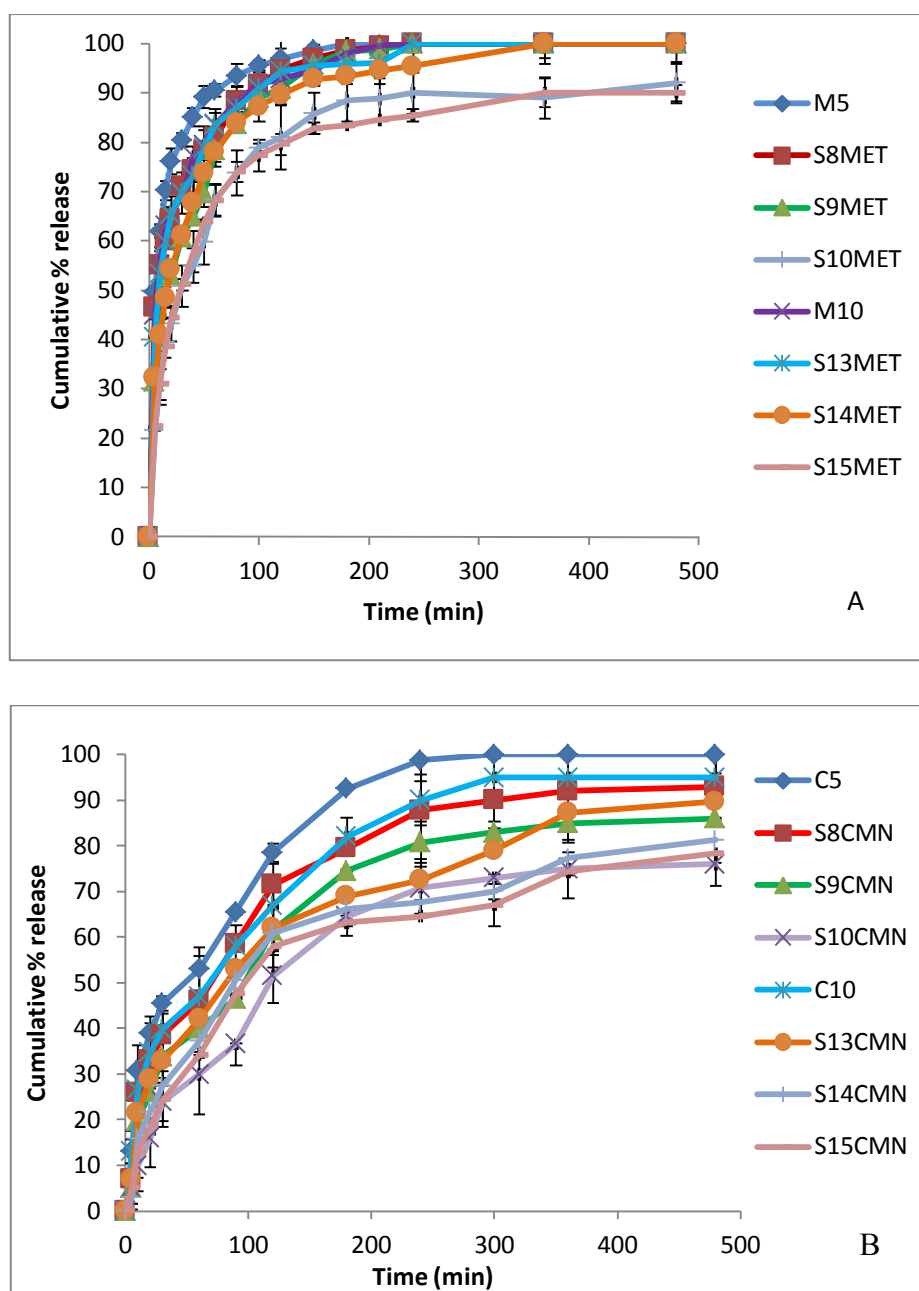 100
90
80
70
60
50
40
30
20
10
0
Cumulative % release
0 100 200 300 400 500
Time (min)
M5
S8MET
S9MET
S10MET
M10
S13MET
S14MET
S15MET
A
100
90
80
70
60
50
40
30
20
10
0
Cumulative % release
0 100 200 300 400 500
Time (min)
C5
S8CMN
S9CMN
S10CMN
C10
S13CMN
S14CMN
S15CMN
B